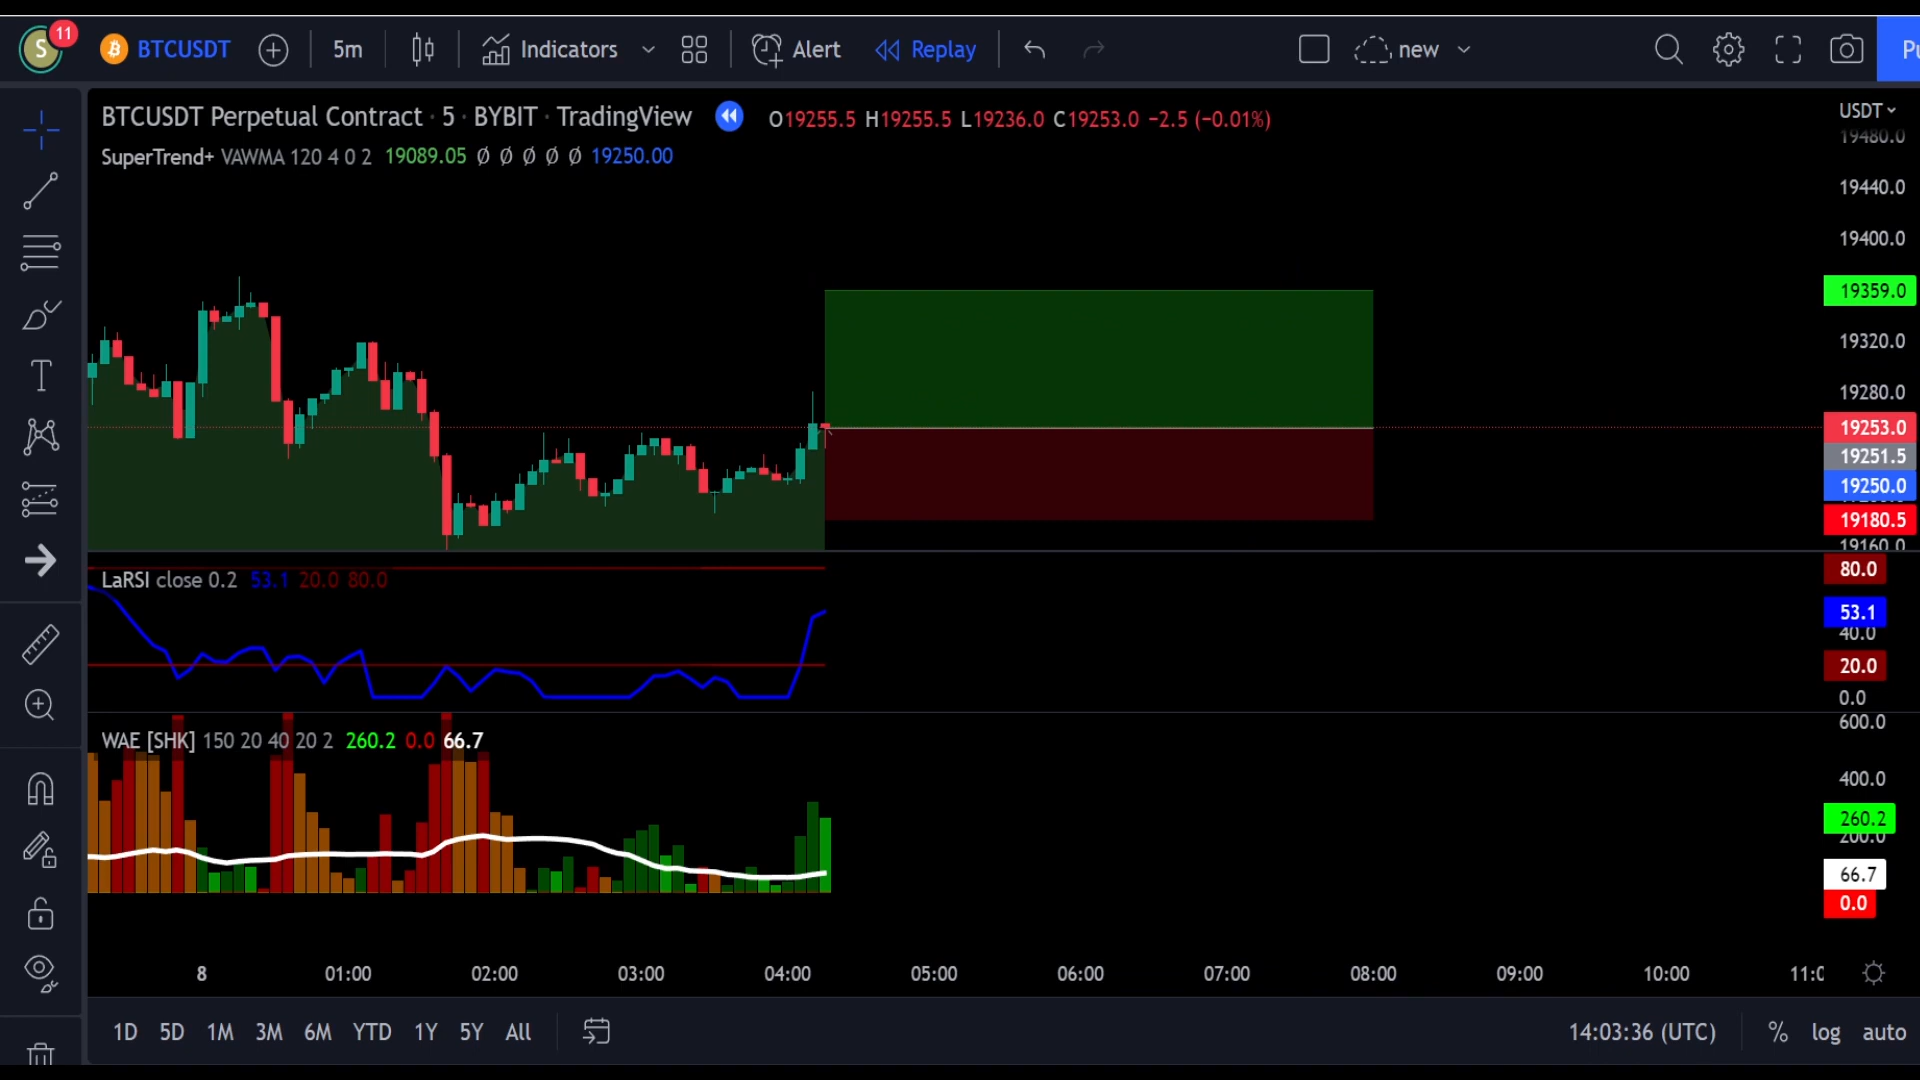 S 11 BTCUSDT 5m Indicators Alert Replay new Pu
BTCUSDT Perpetual Contract · 5 · BYBIT · TradingView O19255.5 H19255.5 L19236.0 C19253.0 −2.5 (−0.01%)
SuperTrend+ VAWMA 120 4 0 2 19089.05 Ø Ø Ø Ø Ø 19250.00
USDT
19480.0
19440.0
19400.0
19359.0
19320.0
19280.0
19253.0
19251.5
19250.0
19180.5
19160.0
LaRSI close 0.2 53.1 20.0 80.0
80.0
53.1
40.0
20.0
0.0
WAE [SHK] 150 20 40 20 2 260.2 0.0 66.7
600.0
400.0
260.2
200.0
66.7
0.0
8 01:00 02:00 03:00 04:00 05:00 06:00 07:00 08:00 09:00 10:00 11:0
1D 5D 1M 3M 6M YTD 1Y 5Y All 14:03:36 (UTC) % log auto